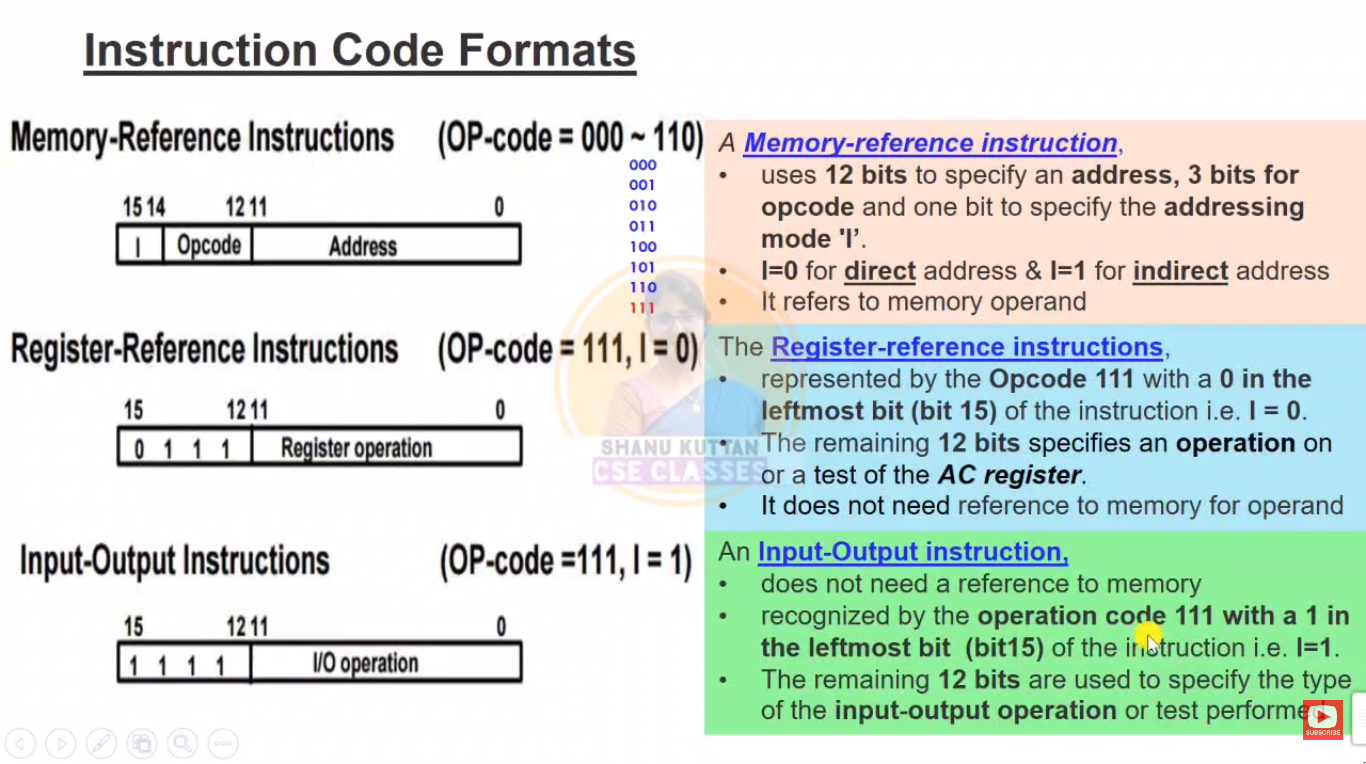 Instruction Code Formats
Memory-Reference Instructions (OP-code = 000 ~ 110)
000
001
010
011
100
101
110
111
15 14 12 11 0
I Opcode Address
Register-Reference Instructions (OP-code = 111, I = 0)
15 12 11 0
0 1 1 1 Register operation
Input-Output Instructions (OP-code =111, I = 1)
15 12 11 0
1 1 1 1 I/O operation
A Memory-reference instruction,
• uses 12 bits to specify an address, 3 bits for
opcode and one bit to specify the addressing
mode 'I’.
• I=0 for direct address & I=1 for indirect address
• It refers to memory operand
The Register-reference instructions,
• represented by the Opcode 111 with a 0 in the
leftmost bit (bit 15) of the instruction i.e. I = 0.
• The remaining 12 bits specifies an operation on
or a test of the AC register.
• It does not need reference to memory for operand
An Input-Output instruction,
• does not need a reference to memory
• recognized by the operation code 111 with a 1 in
the leftmost bit (bit15) of the instruction i.e. I=1.
• The remaining 12 bits are used to specify the type
of the input-output operation or test performed
SHANU KUTTAN
CSE CLASSES
SUBSCRIBE